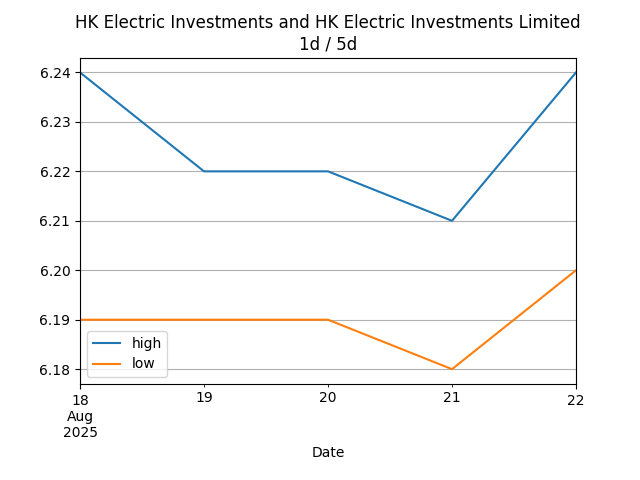 HK Electric Investments and HK Electric Investments Limited
1d / 5d
6.24
6.23
6.22
6.21
6.20
6.19
6.18
high
low
18
Aug
2025
19
20
21
22
Date